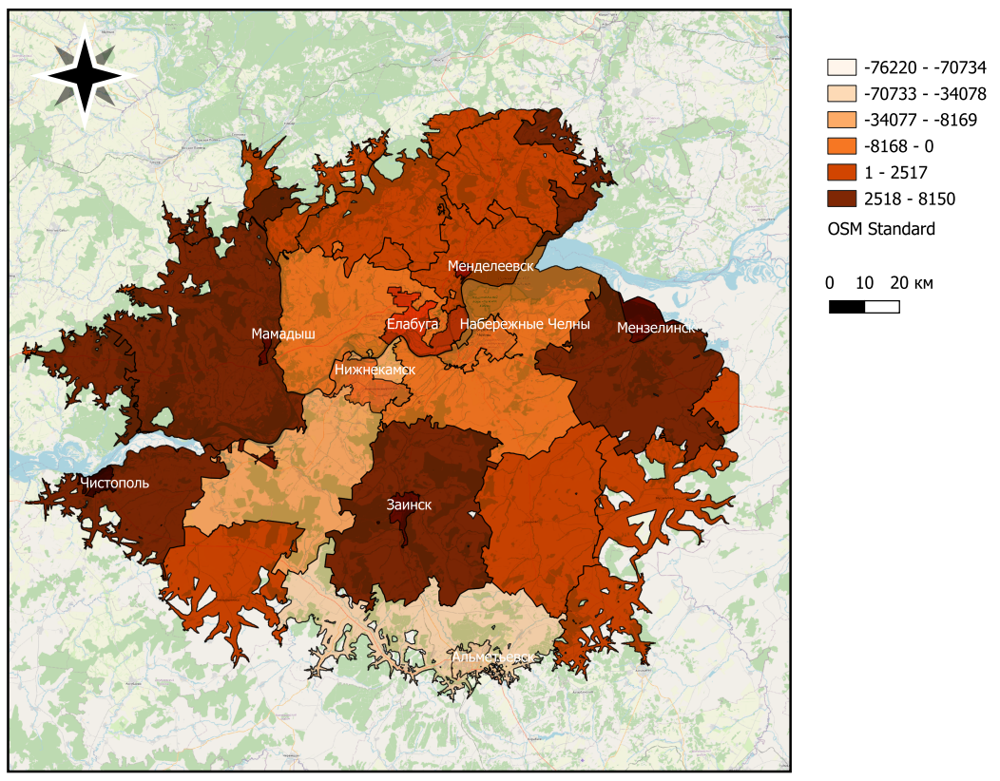 -76220 - -70734
-70733 - -34078
-34077 - -8169
-8168 - 0
1 - 2517
2518 - 8150
OSM Standard
0 10 20 км
Менделеевск
Елабуга
Набережные Челны
Мамадыш
Мензелинск
Нижнекамск
Чистополь
Заинск
Альметьевск